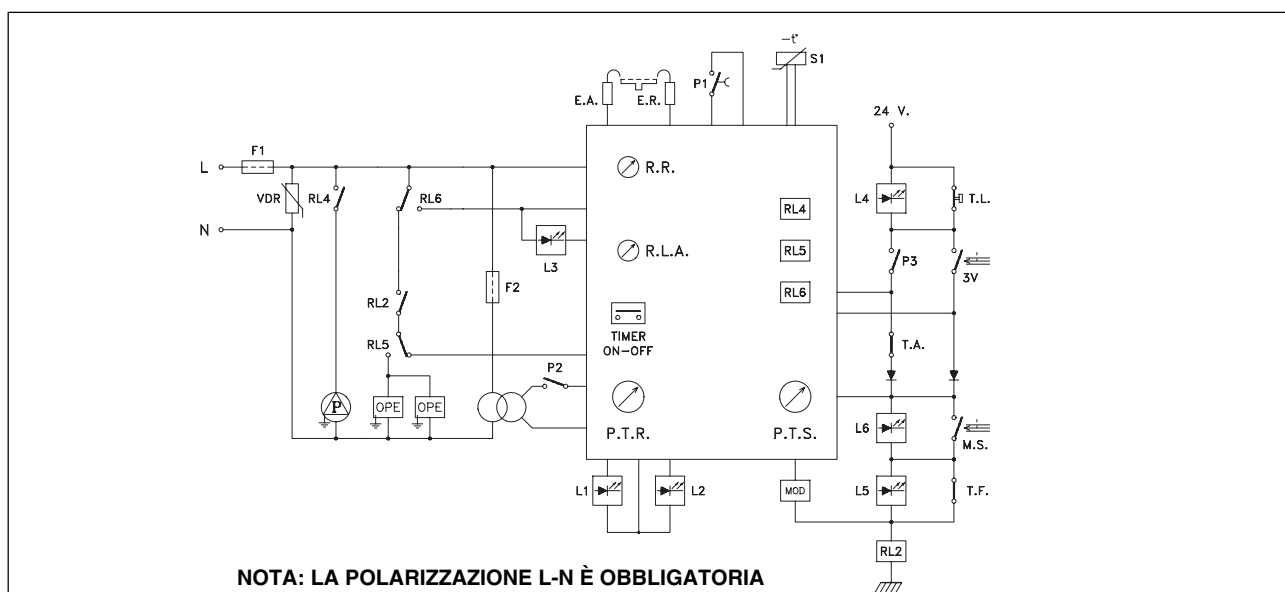 -t°
S1
P1
E.A.
E.R.
24 V.
F1
L
R.R.
VDR
RL4
RL6
L4
T.L.
RL4
N
R.L.A.
RL5
P3
L3
3V
F2
RL6
RL2
TIMER
ON-OFF
RL5
T.A.
P2
P
OPE
OPE
L6
P.T.R.
P.T.S.
M.S.
L1
L2
MOD
L5
T.F.
RL2
NOTA: LA POLARIZZAZIONE L-N È OBBLIGATORIA